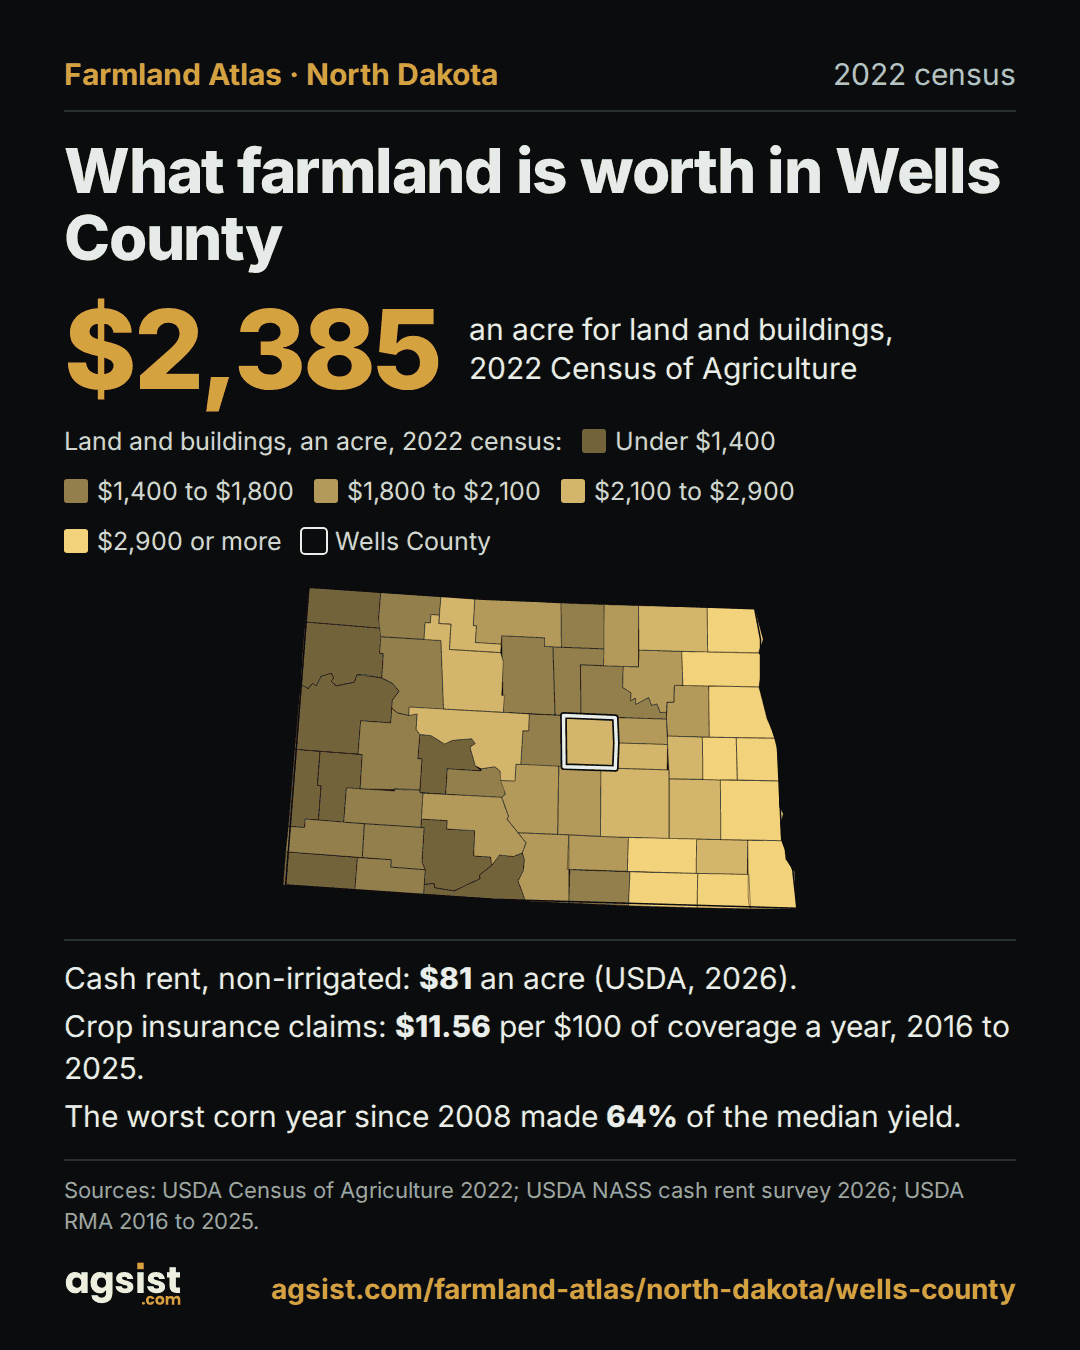 Farmland Atlas · North Dakota
2022 census
What farmland is worth in Wells
County
$2,385
an acre for land and buildings,
2022 Census of Agriculture
Land and buildings, an acre, 2022 census:
Under $1,400
$1,400 to $1,800
$1,800 to $2,100
$2,100 to $2,900
$2,900 or more
Wells County
Cash rent, non-irrigated: $81 an acre (USDA, 2026).
Crop insurance claims: $11.56 per $100 of coverage a year, 2016 to
2025.
The worst corn year since 2008 made 64% of the median yield.
Sources: USDA Census of Agriculture 2022; USDA NASS cash rent survey 2026; USDA
RMA 2016 to 2025.
agsist
.com
agsist.com/farmland-atlas/north-dakota/wells-county